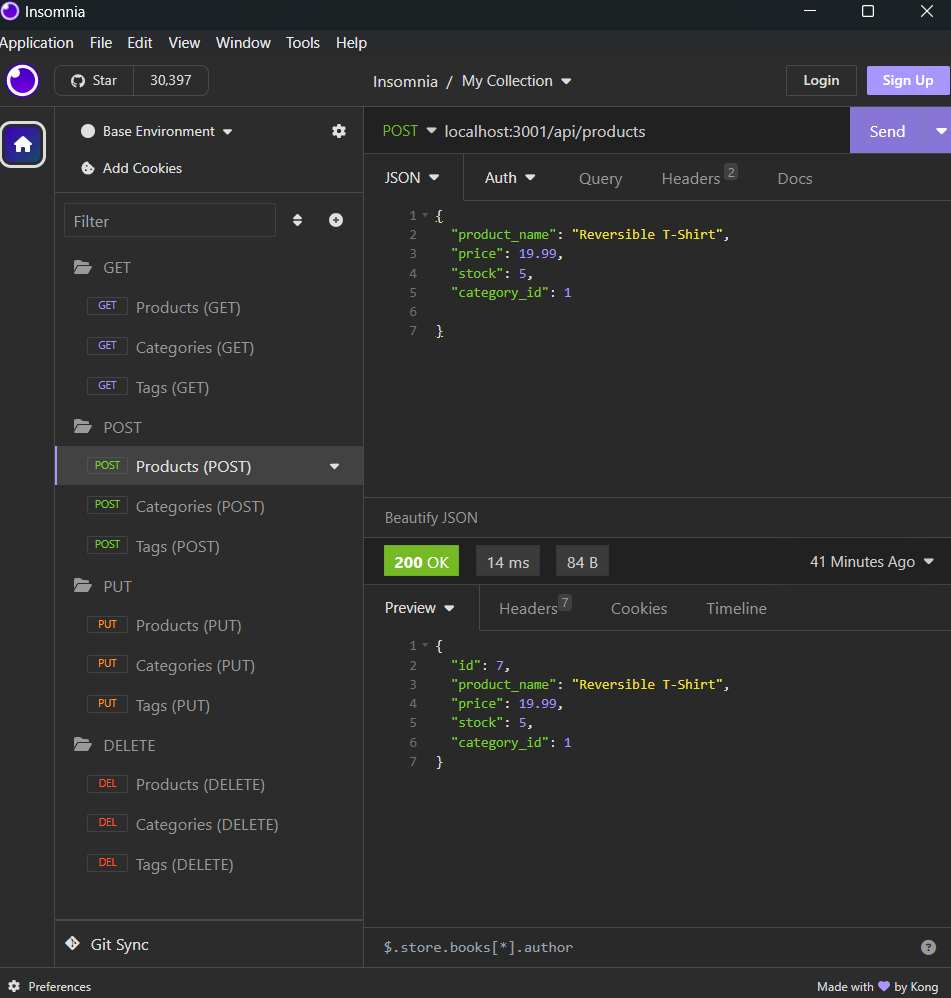 Insomnia
Application File Edit View Window Tools Help
Star 30,397
Insomnia / My Collection
Login Sign Up
Base Environment
Add Cookies
Filter
GET
GET Products (GET)
GET Categories (GET)
GET Tags (GET)
POST
POST Products (POST)
POST Categories (POST)
POST Tags (POST)
PUT
PUT Products (PUT)
PUT Categories (PUT)
PUT Tags (PUT)
DELETE
DEL Products (DELETE)
DEL Categories (DELETE)
DEL Tags (DELETE)
Git Sync
POST localhost:3001/api/products Send
JSON Auth Query Headers 2 Docs
1 {
2 "product_name": "Reversible T-Shirt",
3 "price": 19.99,
4 "stock": 5,
5 "category_id": 1
6
7 }
Beautify JSON
200 OK 14 ms 84 B 41 Minutes Ago
Preview Headers 7 Cookies Timeline
1 {
2 "id": 7,
3 "product_name": "Reversible T-Shirt",
4 "price": 19.99,
5 "stock": 5,
6 "category_id": 1
7 }
$.store.books[*].author ?
Preferences
Made with 💜 by Kong